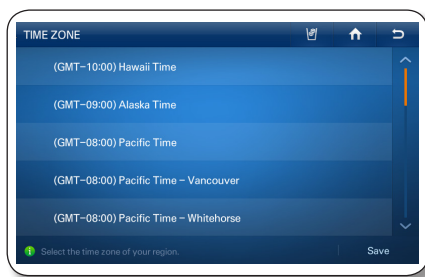 TIME ZONE
(GMT-10:00) Hawaii Time
(GMT-09:00) Alaska Time
(GMT-08:00) Pacific Time
(GMT-08:00) Pacific Time - Vancouver
(GMT-08:00) Pacific Time - Whitehorse
Select the time zone of your region.
Save